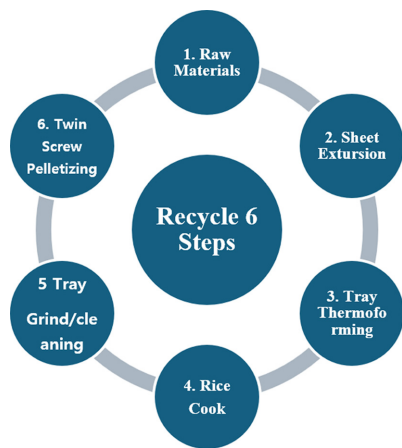 1. Raw
Materials
2. Sheet
Extursion
3. Tray
Thermofo
rming
4. Rice
Cook
5 Tray
Grind/cle
aning
6. Twin
Screw
Pelletizing
Recycle 6
Steps